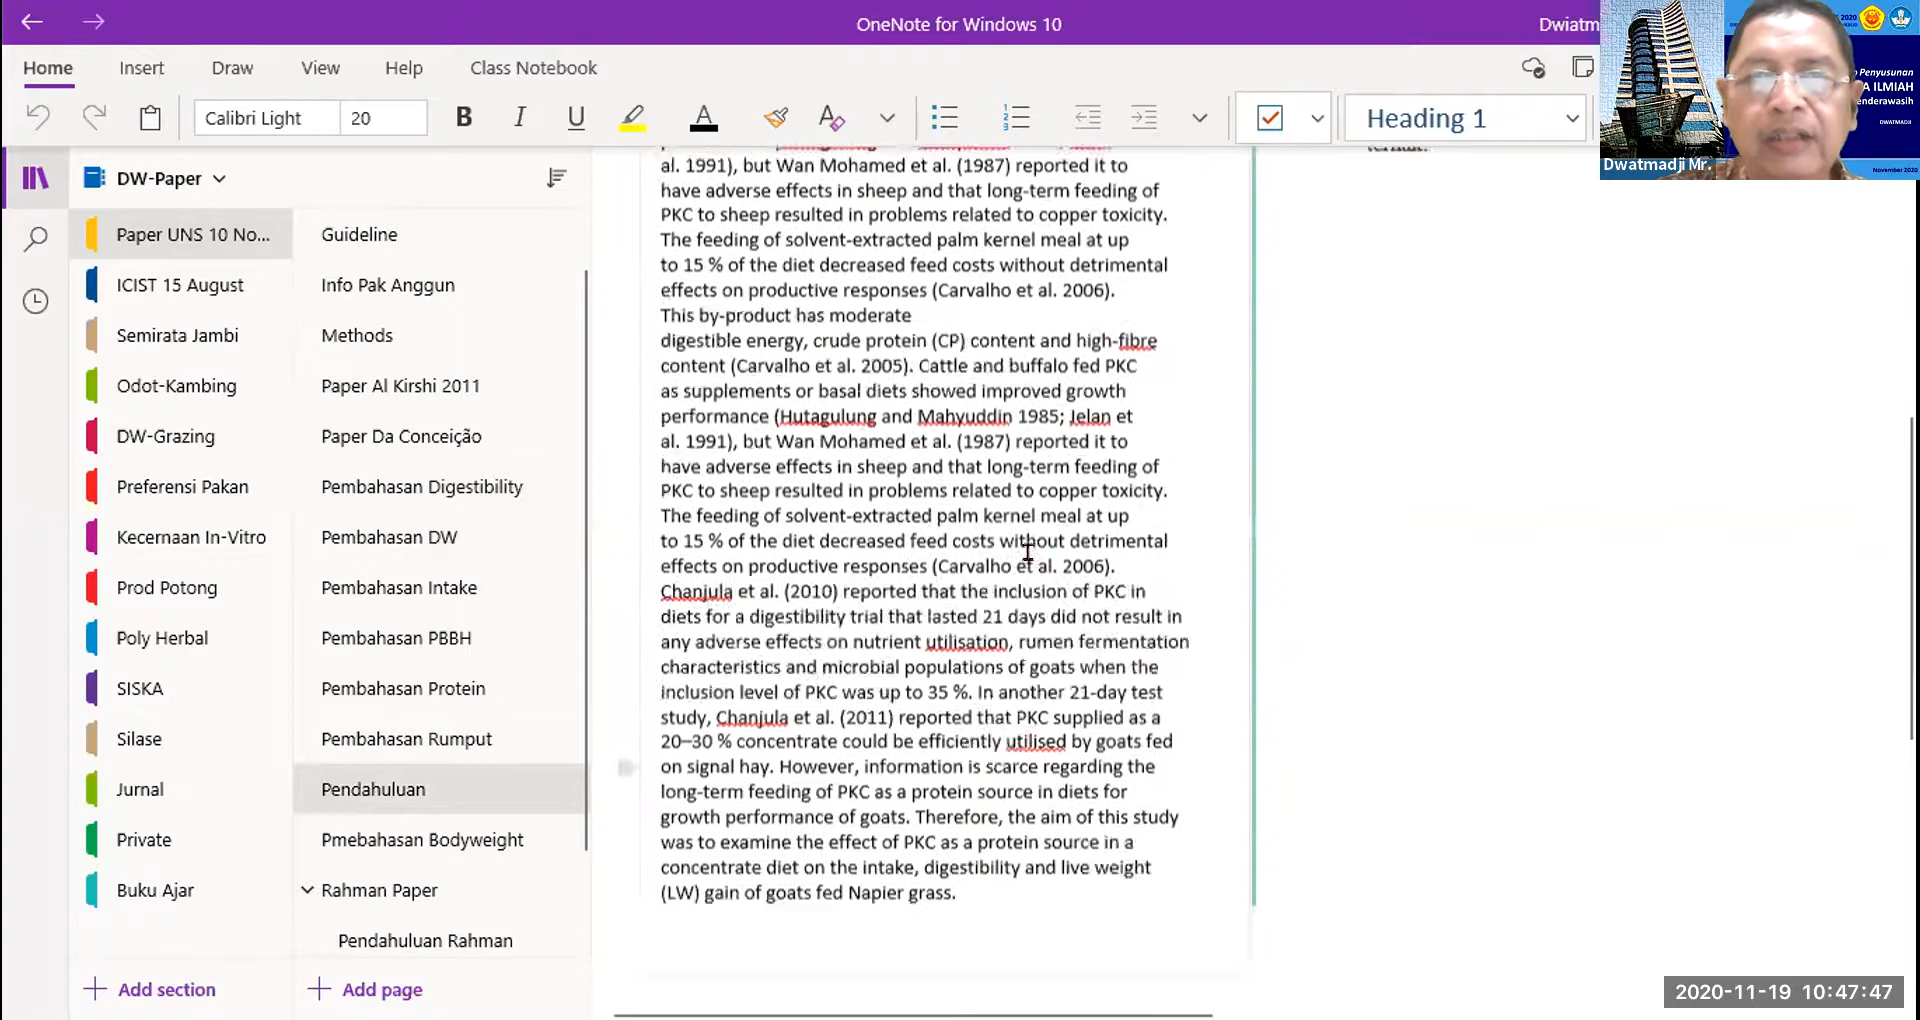 OneNote for Windows 10
Dwiatm
Home
Insert
Draw
View
Help
Class Notebook
Calibri Light
20
B
I
U
A
A
Heading 1
2020
Penyusunan
A ILMIAH
enderawasih
DWATMADJI
November 2020
Dwatmadji Mr.
DW-Paper
Paper UNS 10 No...
ICIST 15 August
Semirata Jambi
Odot-Kambing
DW-Grazing
Preferensi Pakan
Kecernaan In-Vitro
Prod Potong
Poly Herbal
SISKA
Silase
Jurnal
Private
Buku Ajar
Add section
Guideline
Info Pak Anggun
Methods
Paper Al Kirshi 2011
Paper Da Conceição
Pembahasan Digestibility
Pembahasan DW
Pembahasan Intake
Pembahasan PBBH
Pembahasan Protein
Pembahasan Rumput
Pendahuluan
Pmebahasan Bodyweight
Rahman Paper
Pendahuluan Rahman
Add page
al. 1991), but Wan Mohamed et al. (1987) reported it to
have adverse effects in sheep and that long-term feeding of
PKC to sheep resulted in problems related to copper toxicity.
The feeding of solvent-extracted palm kernel meal at up
to 15 % of the diet decreased feed costs without detrimental
effects on productive responses (Carvalho et al. 2006).
This by-product has moderate
digestible energy, crude protein (CP) content and high-fibre
content (Carvalho et al. 2005). Cattle and buffalo fed PKC
as supplements or basal diets showed improved growth
performance (Hutagulung and Mahyuddin 1985; Jelan et
al. 1991), but Wan Mohamed et al. (1987) reported it to
have adverse effects in sheep and that long-term feeding of
PKC to sheep resulted in problems related to copper toxicity.
The feeding of solvent-extracted palm kernel meal at up
to 15 % of the diet decreased feed costs without detrimental
effects on productive responses (Carvalho et al. 2006).
Chanjula et al. (2010) reported that the inclusion of PKC in
diets for a digestibility trial that lasted 21 days did not result in
any adverse effects on nutrient utilisation, rumen fermentation
characteristics and microbial populations of goats when the
inclusion level of PKC was up to 35 %. In another 21-day test
study, Chanjula et al. (2011) reported that PKC supplied as a
20–30 % concentrate could be efficiently utilised by goats fed
on signal hay. However, information is scarce regarding the
long-term feeding of PKC as a protein source in diets for
growth performance of goats. Therefore, the aim of this study
was to examine the effect of PKC as a protein source in a
concentrate diet on the intake, digestibility and live weight
(LW) gain of goats fed Napier grass.
2020-11-19 10:47:47